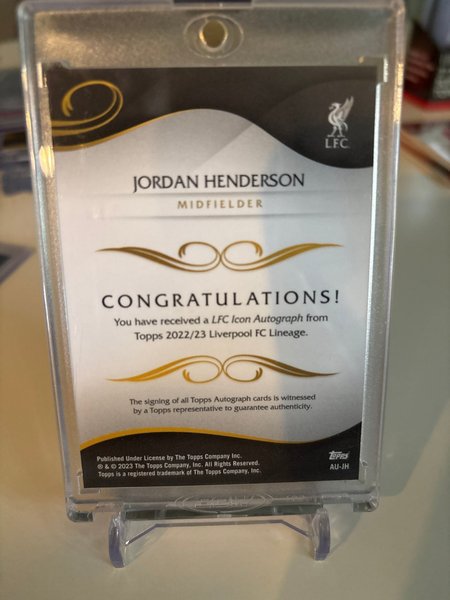 L.F.C.
JORDAN HENDERSON
MIDFIELDER
CONGRATULATIONS!
You have received a LFC Icon Autograph from
Topps 2022/23 Liverpool FC Lineage.
The signing of all Topps Autograph cards is witnessed
by a Topps representative to guarantee authenticity.
Published Under License by The Topps Company Inc.
® & © 2023 The Topps Company, Inc. All Rights Reserved.
Topps is a registered trademark of The Topps Company, Inc.
Topps
AU-JH